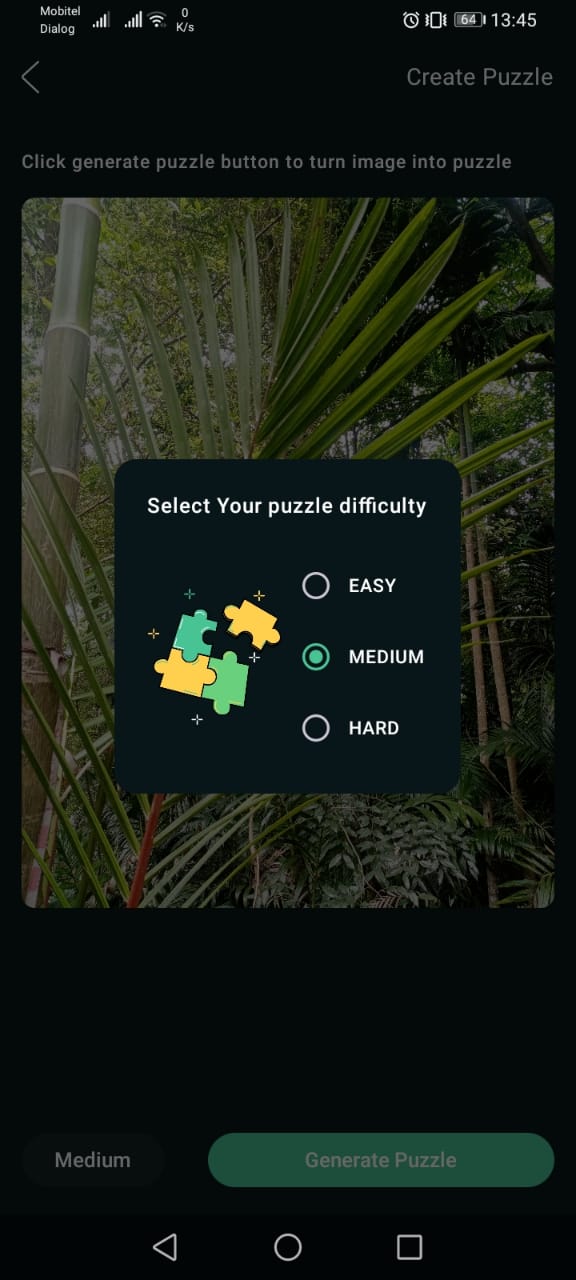 Mobitel
Dialog
0
K/s
64
13:45
Create Puzzle
Click generate puzzle button to turn image into puzzle
Select Your puzzle difficulty
EASY
MEDIUM
HARD
Medium
Generate Puzzle